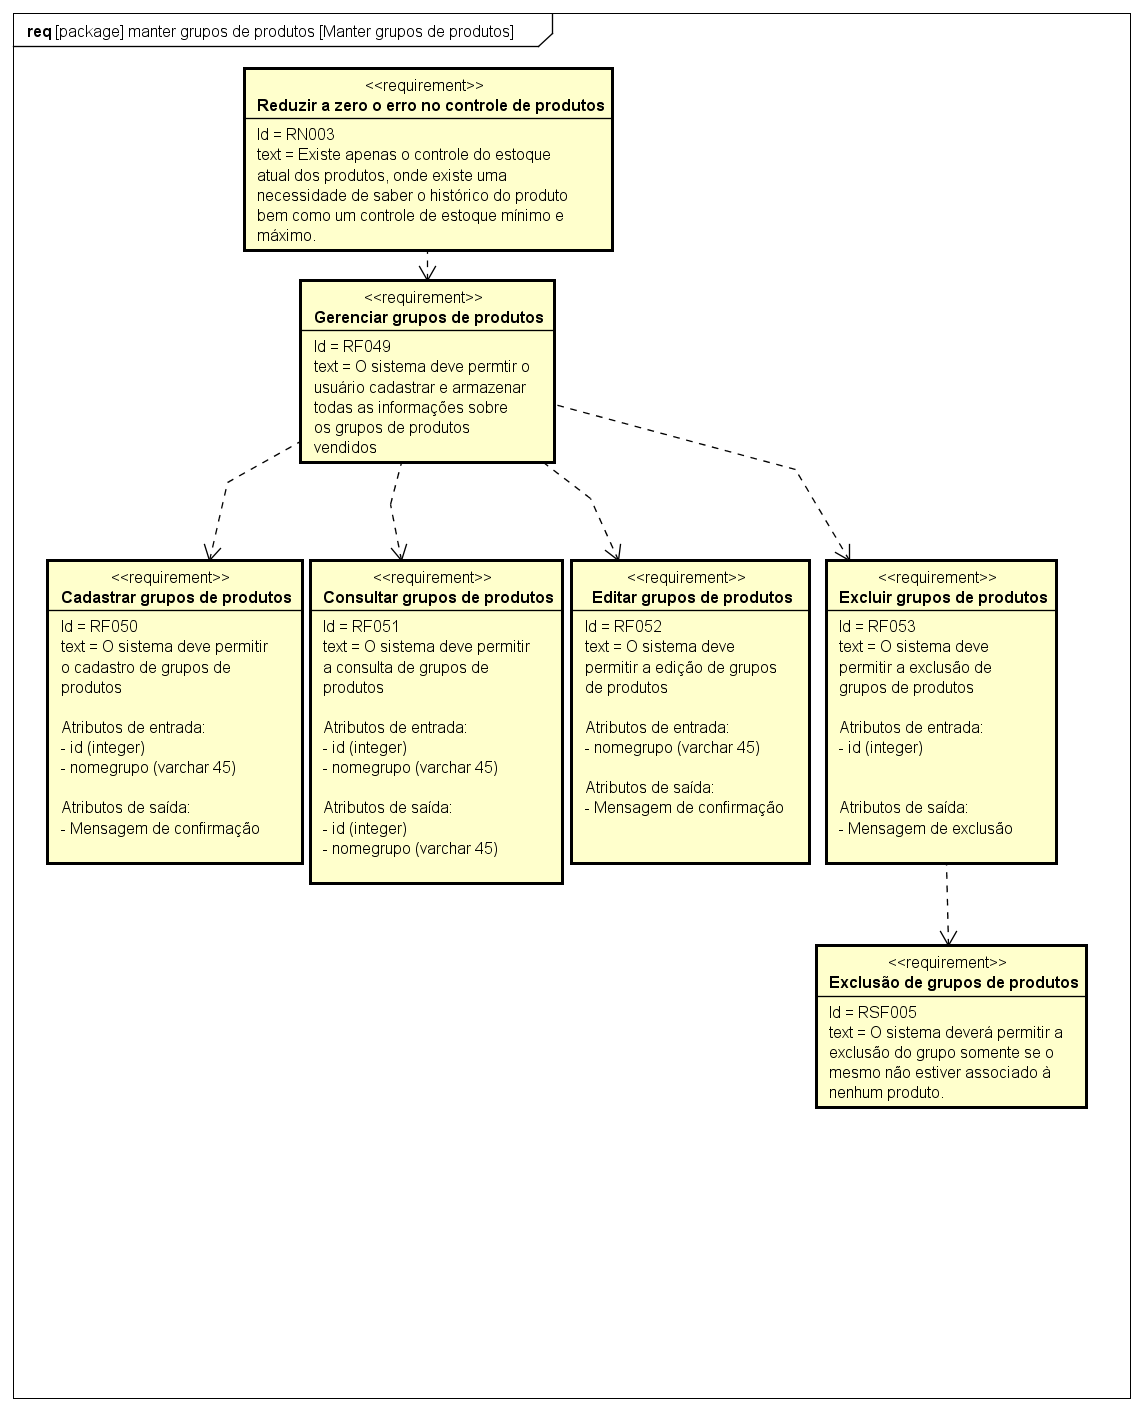 req [package] manter grupos de produtos [Manter grupos de produtos]
<<requirement>>
Reduzir a zero o erro no controle de produtos
Id = RN003
text = Existe apenas o controle do estoque
atual dos produtos, onde existe uma
necessidade de saber o histórico do produto
bem como um controle de estoque mínimo e
máximo.
<<requirement>>
Gerenciar grupos de produtos
Id = RF049
text = O sistema deve permtir o
usuário cadastrar e armazenar
todas as informações sobre
os grupos de produtos
vendidos
<<requirement>>
Cadastrar grupos de produtos
Id = RF050
text = O sistema deve permitir
o cadastro de grupos de
produtos
Atributos de entrada:
- id (integer)
- nomegrupo (varchar 45)
Atributos de saída:
- Mensagem de confirmação
<<requirement>>
Consultar grupos de produtos
Id = RF051
text = O sistema deve permitir
a consulta de grupos de
produtos
Atributos de entrada:
- id (integer)
- nomegrupo (varchar 45)
Atributos de saída:
- id (integer)
- nomegrupo (varchar 45)
<<requirement>>
Editar grupos de produtos
Id = RF052
text = O sistema deve
permitir a edição de grupos
de produtos
Atributos de entrada:
- nomegrupo (varchar 45)
Atributos de saída:
- Mensagem de confirmação
<<requirement>>
Excluir grupos de produtos
Id = RF053
text = O sistema deve
permitir a exclusão de
grupos de produtos
Atributos de entrada:
- id (integer)
Atributos de saída:
- Mensagem de exclusão
<<requirement>>
Exclusão de grupos de produtos
Id = RSF005
text = O sistema deverá permitir a
exclusão do grupo somente se o
mesmo não estiver associado à
nenhum produto.